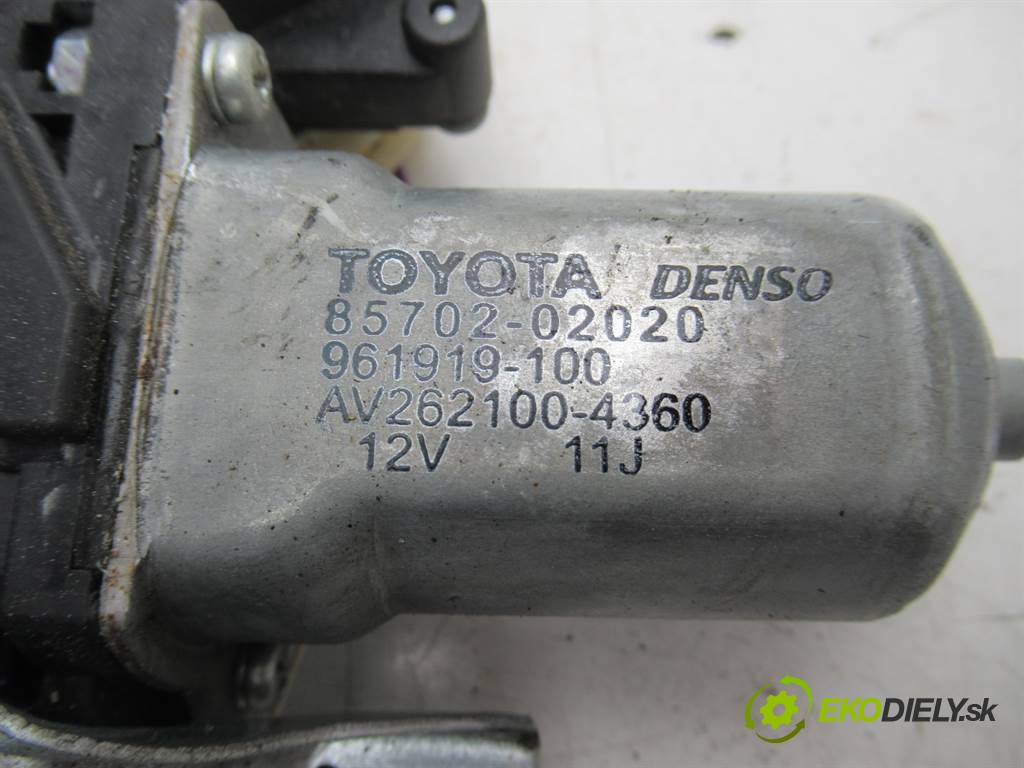 TOYOTA DENSO
85702-02020
961919-100
AV262100-4360
12V 11J
EKODIELY.sk